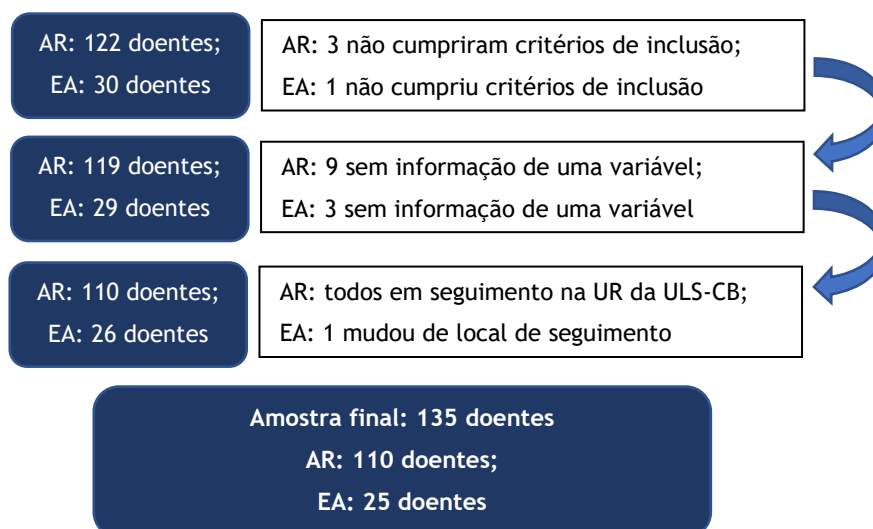 AR: 122 doentes;
EA: 30 doentes
AR: 3 não cumpriram critérios de inclusão;
EA: 1 não cumpriu critérios de inclusão
AR: 119 doentes;
EA: 29 doentes
AR: 9 sem informação de uma variável;
EA: 3 sem informação de uma variável
AR: 110 doentes;
EA: 26 doentes
AR: todos em seguimento na UR da ULS-CB;
EA: 1 mudou de local de seguimento
Amostra final: 135 doentes
AR: 110 doentes;
EA: 25 doentes